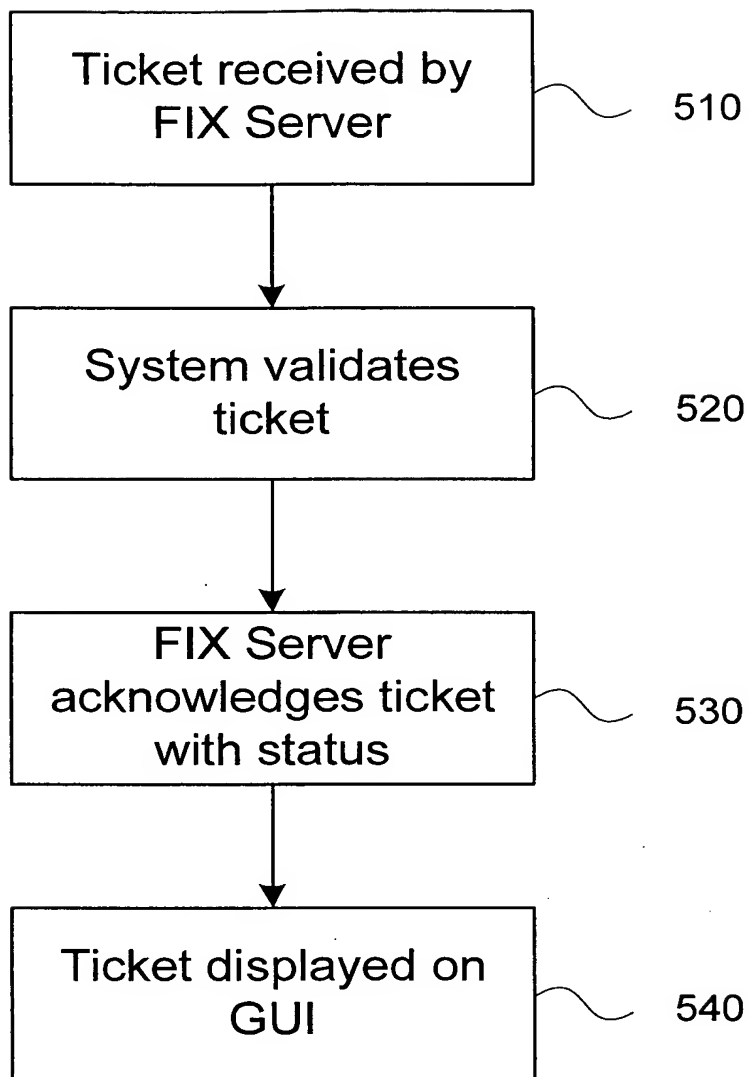 Ticket received by
FIX Server
510
System validates
ticket
520
FIX Server
acknowledges ticket
with status
530
Ticket displayed on
GUI
540